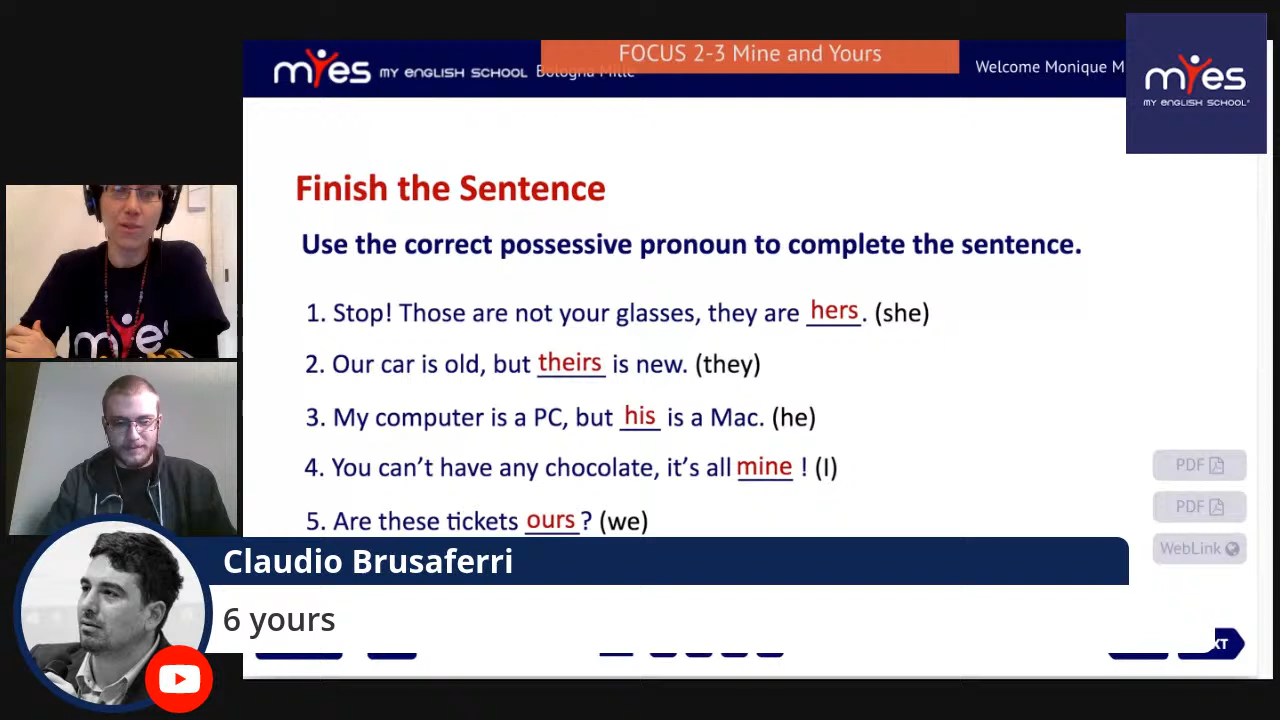 FOCUS 2-3 Mine and Yours
myes MY ENGLISH SCHOOL Bologna Mille
Welcome Monique M
myes
MY ENGLISH SCHOOL
Finish the Sentence
Use the correct possessive pronoun to complete the sentence.
1. Stop! Those are not your glasses, they are hers. (she)
2. Our car is old, but theirs is new. (they)
3. My computer is a PC, but his is a Mac. (he)
4. You can't have any chocolate, it's all mine ! (I)
5. Are these tickets ours? (we)
PDF
PDF
WebLink
Claudio Brusaferri
6 yours
XT